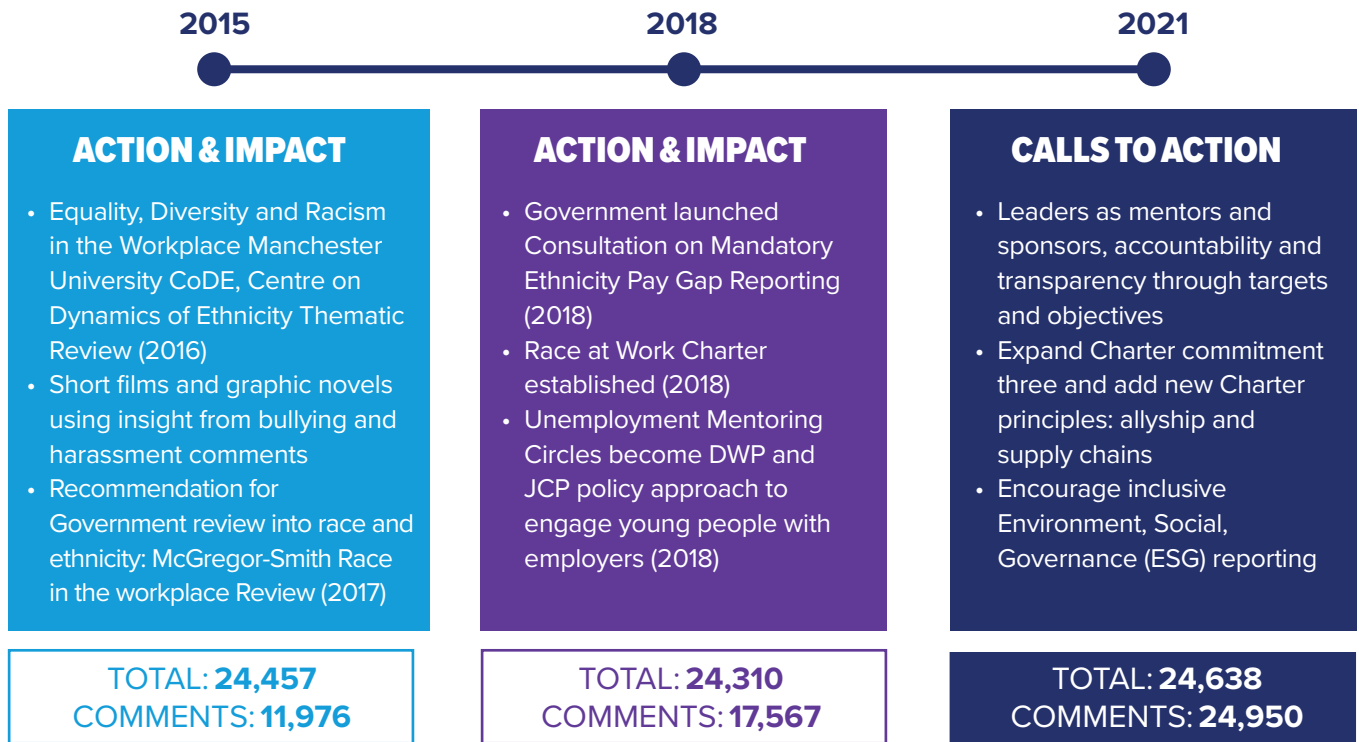 2015
2018
2021
ACTION & IMPACT
• Equality, Diversity and Racism
in the Workplace Manchester
University CoDE, Centre on
Dynamics of Ethnicity Thematic
Review (2016)
• Short films and graphic novels
using insight from bullying and
harassment comments
• Recommendation for
Government review into race and
ethnicity: McGregor-Smith Race
in the workplace Review (2017)
TOTAL: 24,457
COMMENTS: 11,976
ACTION & IMPACT
• Government launched
Consultation on Mandatory
Ethnicity Pay Gap Reporting
(2018)
• Race at Work Charter
established (2018)
• Unemployment Mentoring
Circles become DWP and
JCP policy approach to
engage young people with
employers (2018)
TOTAL: 24,310
COMMENTS: 17,567
CALLS TO ACTION
• Leaders as mentors and
sponsors, accountability and
transparency through targets
and objectives
• Expand Charter commitment
three and add new Charter
principles: allyship and
supply chains
• Encourage inclusive
Environment, Social,
Governance (ESG) reporting
TOTAL: 24,638
COMMENTS: 24,950